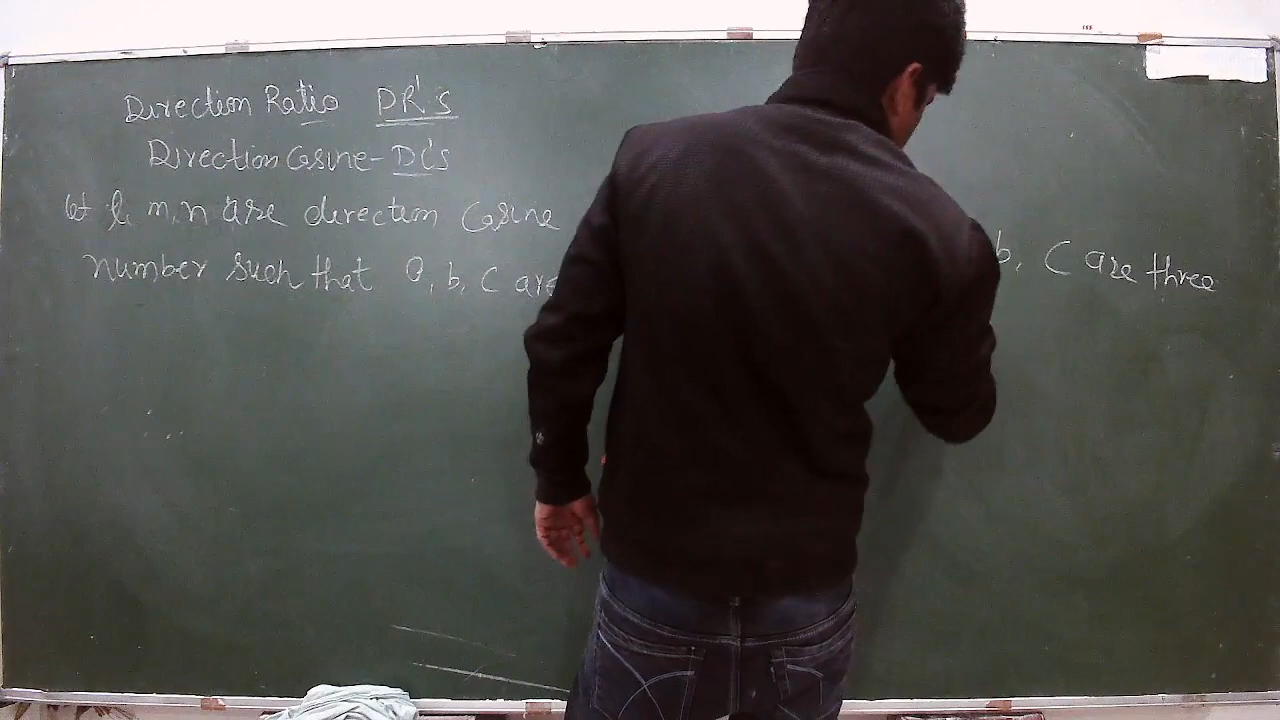 Direction Ratio DR's
Direction Cosine - DC's
let l, m, n are direction Cosine b, C are three
number such that a, b, C are